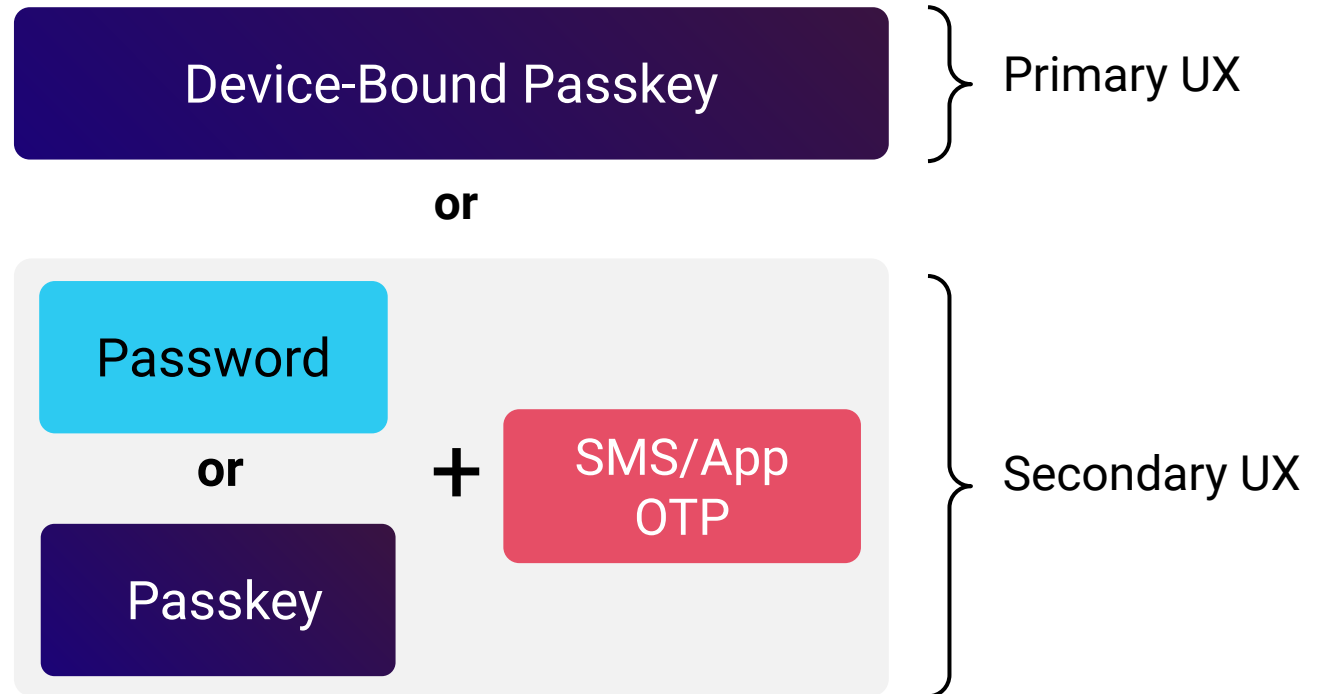 Device-Bound Passkey
Primary UX
or
Password
or
+
SMS/App
OTP
Passkey
Secondary UX